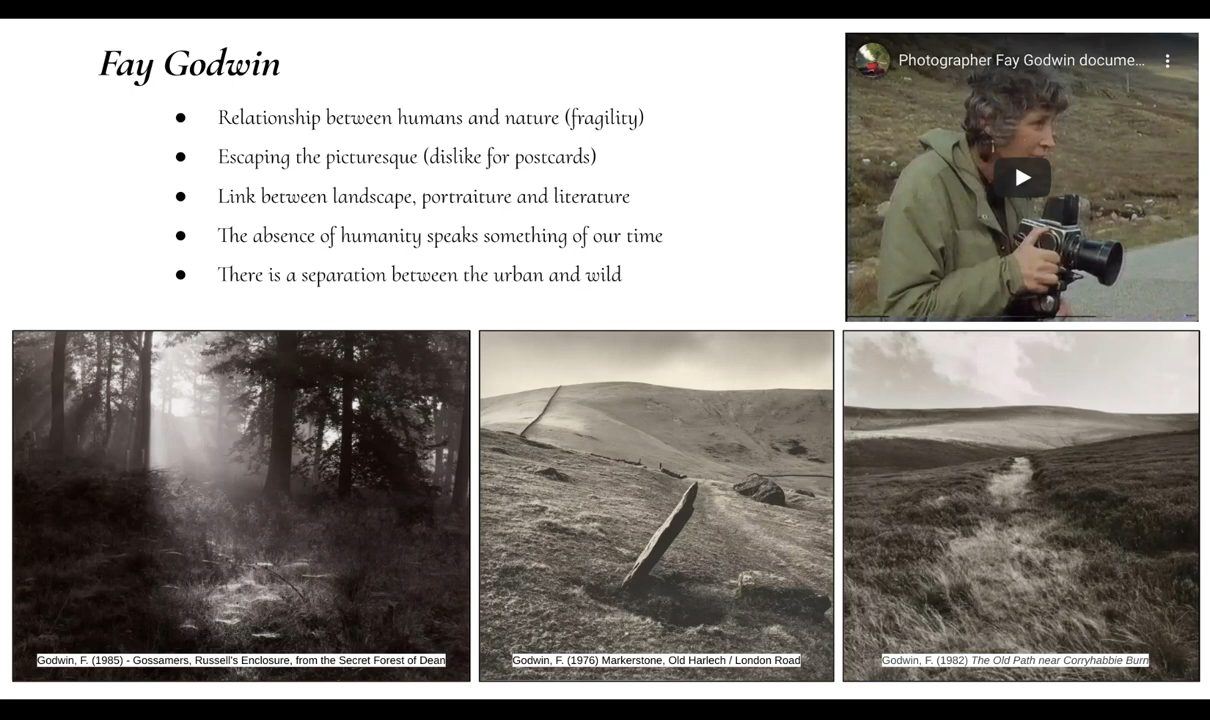 Fay Godwin
● Relationship between humans and nature (fragility)
● Escaping the picturesque (dislike for postcards)
● Link between landscape, portraiture and literature
● The absence of humanity speaks something of our time
● There is a separation between the urban and wild
Photographer Fay Godwin docume...
Godwin, F. (1985) - Gossamers, Russell's Enclosure, from the Secret Forest of Dean
Godwin, F. (1976) Markerstone, Old Harlech / London Road
Godwin, F. (1982) The Old Path near Corryhabbie Burn